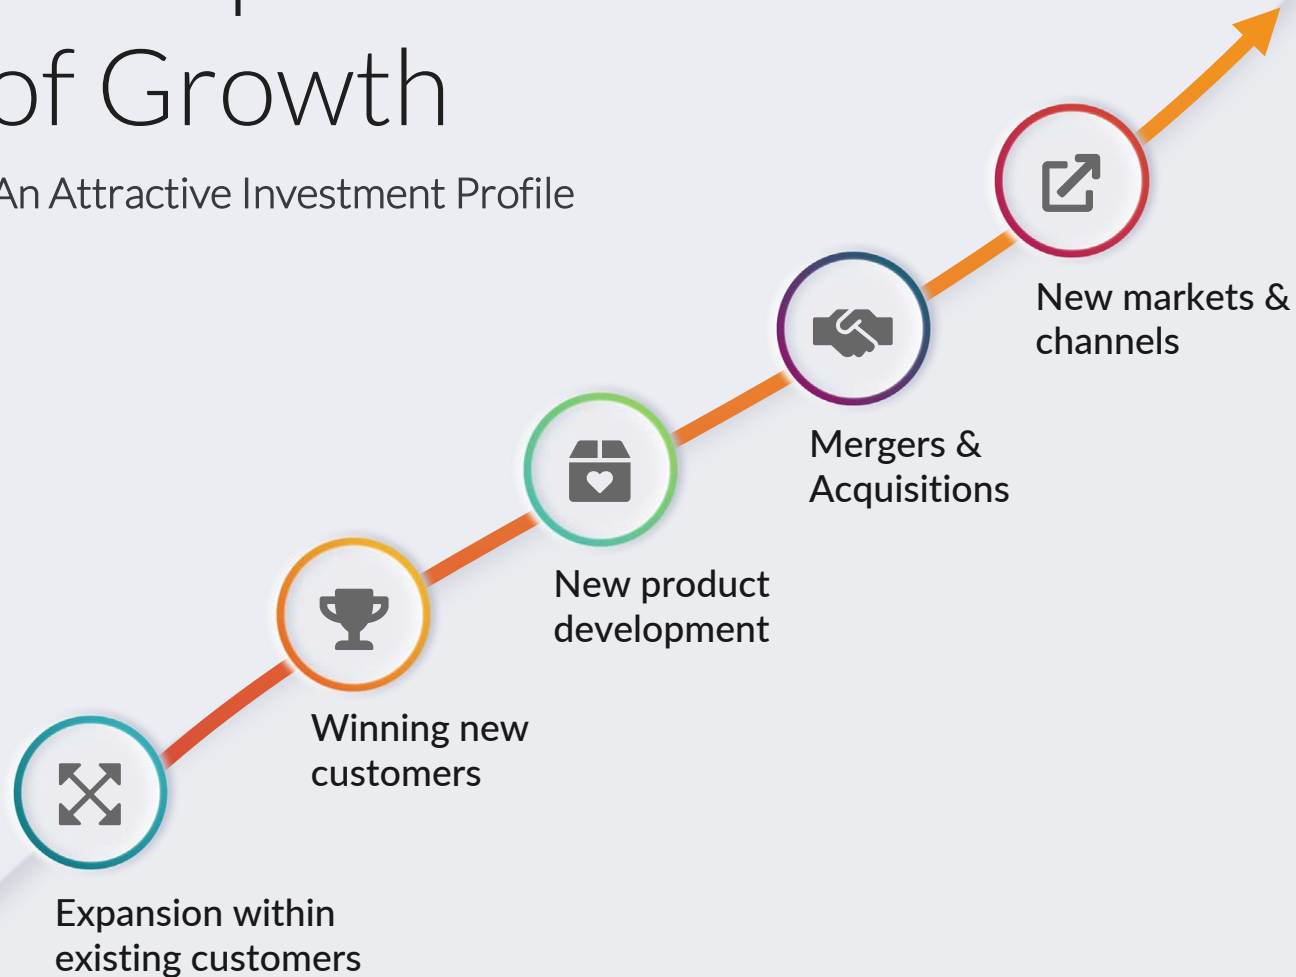 of Growth
An Attractive Investment Profile
New markets &
channels
Mergers &
Acquisitions
New product
development
Winning new
customers
Expansion within
existing customers